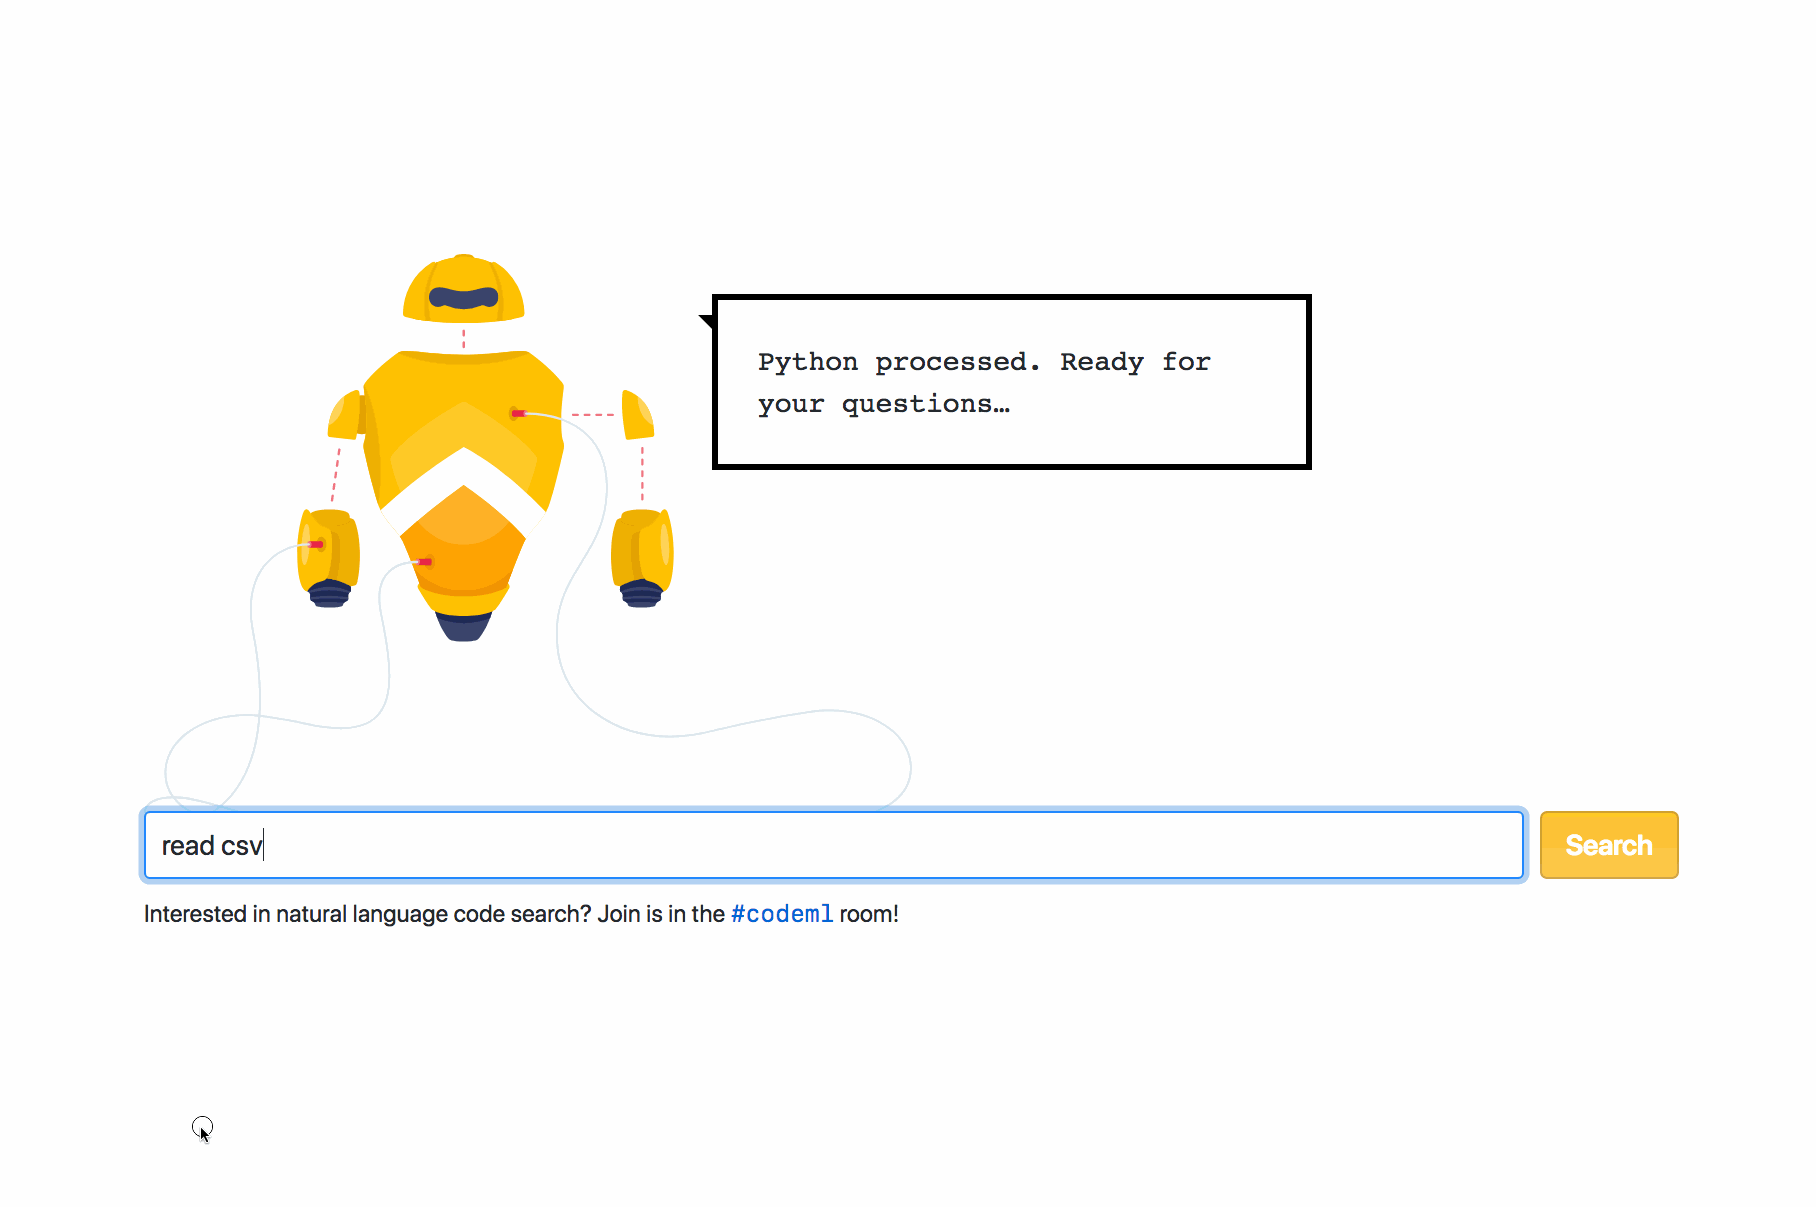 Python processed. Ready for
your questions…
read csv
Search
Interested in natural language code search? Join is in the #codeml room!